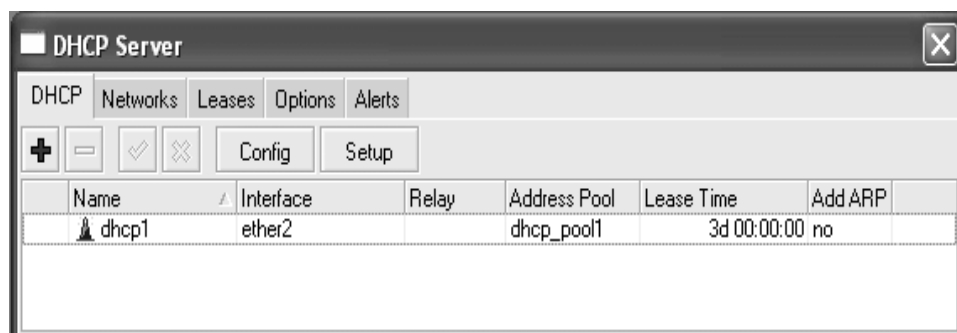 DHCP Server
DHCP Networks Leases Options Alerts
Config Setup
Name Interface Relay Address Pool Lease Time Add ARP
dhcp1 ether2 dhcp_pool1 3d 00:00:00 no